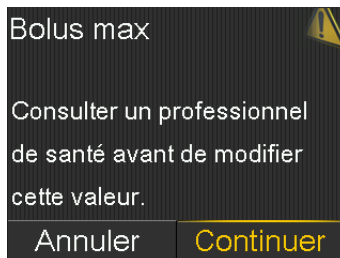 Bolus max
Consulter un professionnel
de santé avant de modifier
cette valeur.
Annuler Continuer